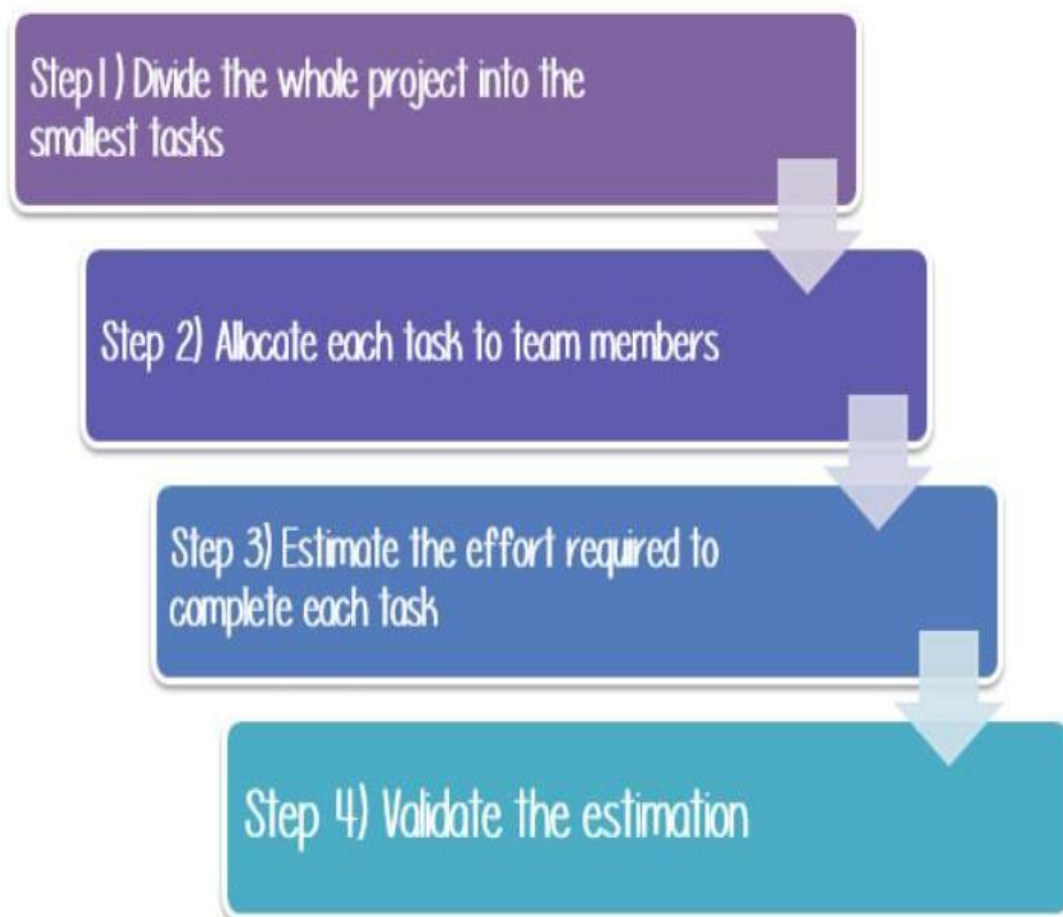 Step1) Divide the whole project into the
smallest tasks
Step 2) Allocate each task to team members
Step 3) Estimate the effort required to
complete each task
Step 4) Validate the estimation